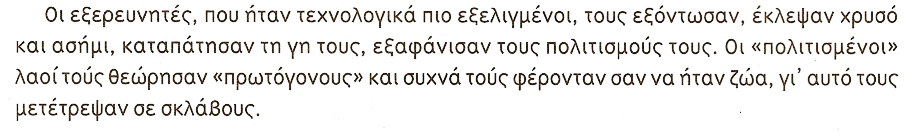 Οι εξερευνητές, που ήταν τεχνολογικά πιο εξελιγμένοι, τους εξόντωσαν, έκλεψαν χρυσό
και ασήμι, καταπάτησαν τη γη τους, εξαφάνισαν τους πολιτισμούς τους. Οι «πολιτισμένοι»
λαοί τούς θεώρησαν «πρωτόγονους» και συχνά τούς φέρονταν σαν να ήταν ζώα, γι’ αυτό τους
μετέτρεψαν σε σκλάβους.